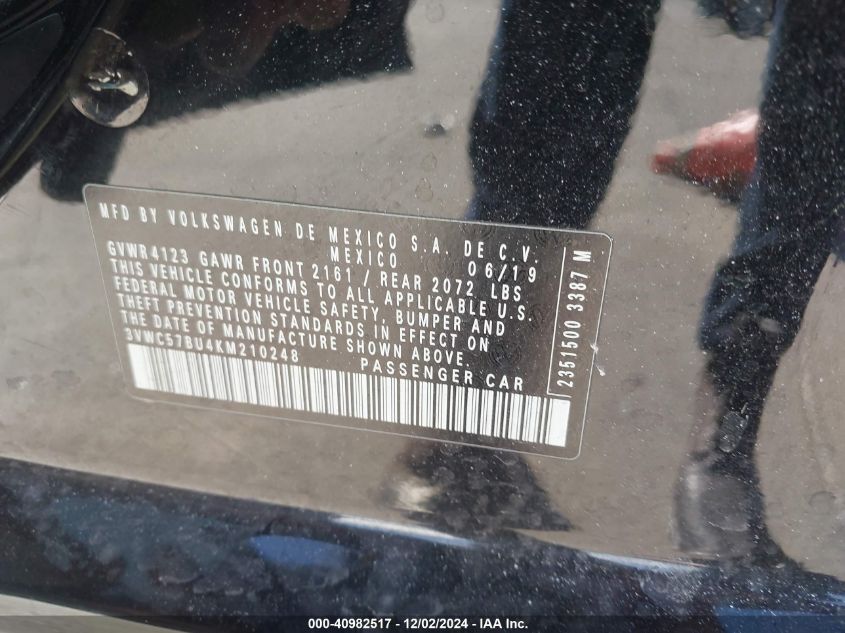 MFD BY VOLKSWAGEN DE MEXICO S.A. DE C.V.
MEXICO 06/19
GVWR4123 GAWR FRONT 2161 / REAR 2072 LBS
THIS VEHICLE CONFORMS TO ALL APPLICABLE U.S.
FEDERAL MOTOR VEHICLE SAFETY, BUMPER AND
THEFT PREVENTION STANDARDS IN EFFECT ON
THE DATE OF MANUFACTURE SHOWN ABOVE.
3VWC57BU4KM210248 PASSENGER CAR
2351500 3387 M
000-40982517 - 12/02/2024 - IAA Inc.